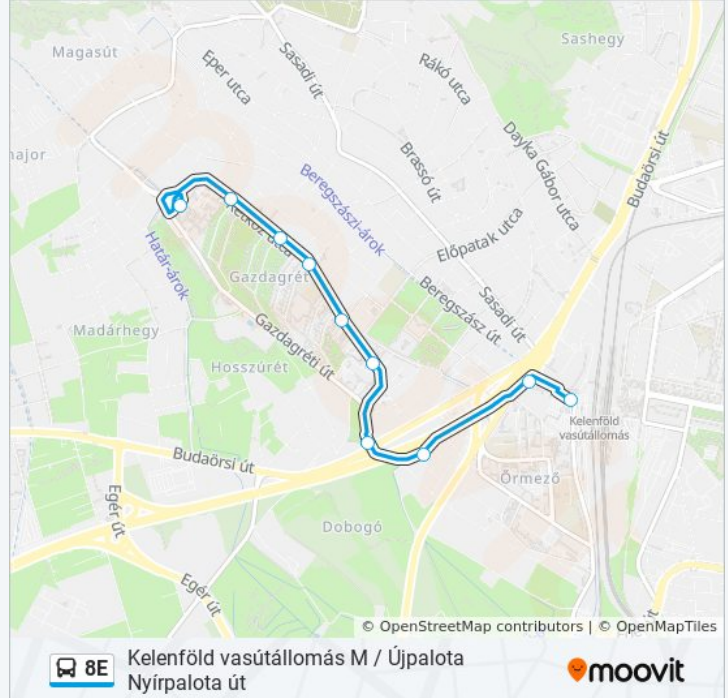 Magasút
Eper utca
Sasadi út
Rákó utca
Sashegy
Dayka Gábor utca
Budaörsi út
najor
Brassó út
Beregszászi-árok
Előpatak utca
Határ-árok
Gazdagrét
Beregszász út
Sasadi út
Madárhegy
Gazdagréti út
Hosszúrét
Kelenföld
vasútállomás
Budaörsi út
Egér út
Őrmező
Dobogó
Egér út
út
© OpenStreetMap contributors | © OpenMapTiles
8E
Kelenföld vasútállomás M / Újpalota
Nyírpalota út
moovit